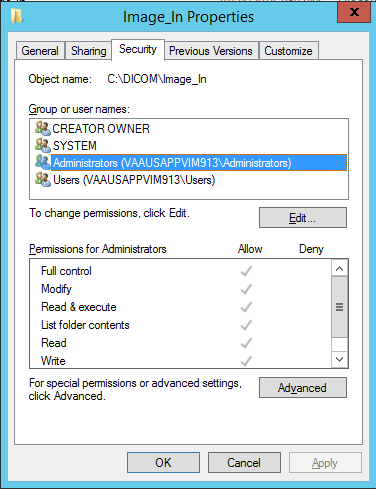 Image_In Properties
General Sharing Security Previous Versions Customize
Object name: C:\DICOM\Image_In
Group or user names:
CREATOR OWNER
SYSTEM
Administrators (VAAUSAPPVIM913\Administrators)
Users (VAAUSAPPVIM913\Users)
To change permissions, click Edit.
Edit...
Permissions for Administrators Allow Deny
Full control
Modify
Read & execute
List folder contents
Read
Write
For special permissions or advanced settings,
click Advanced.
Advanced
OK Cancel Apply